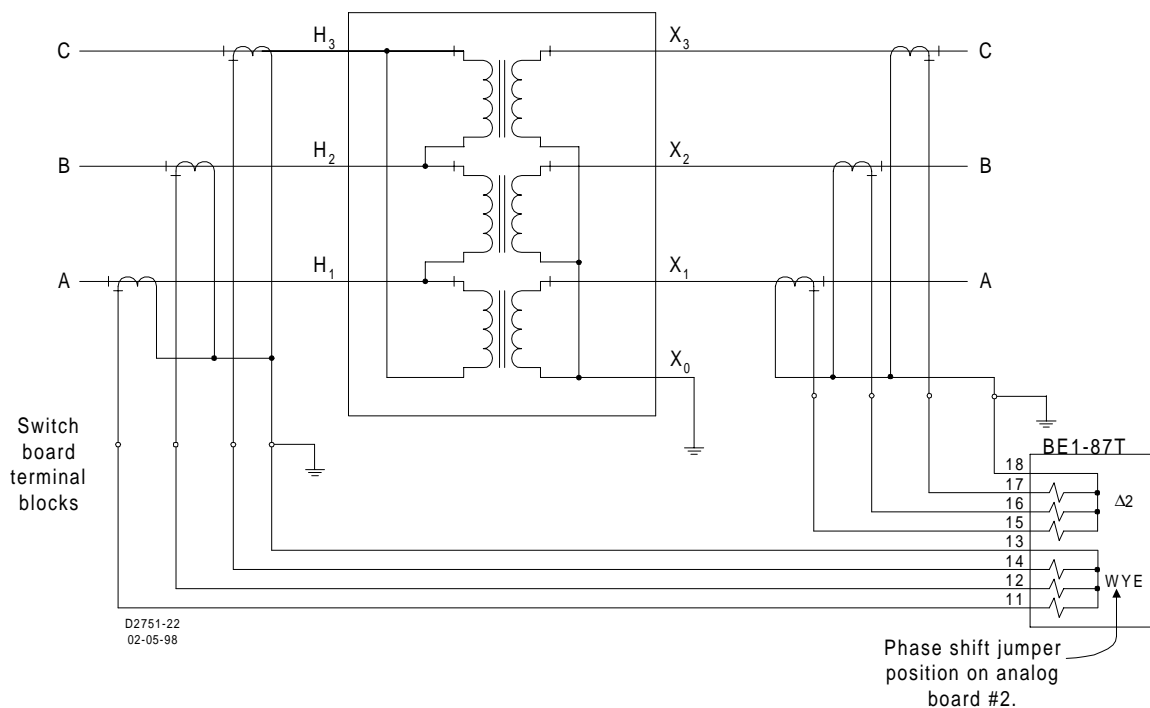 C H₃ X₃ C
B H₂ X₂ B
A H₁ X₁ A
X₀
Switch
board
terminal
blocks
BE1-87T
18
17
16
15
13
14
12
11
Δ2
WYE
D2751-22
02-05-98
Phase shift jumper
position on analog
board #2.